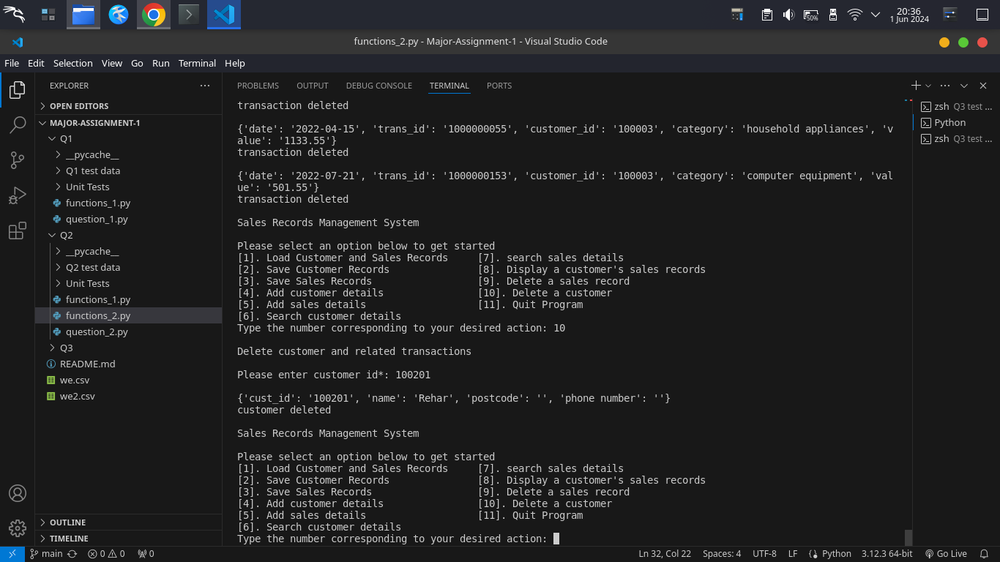 50%
20:36
1 Jun 2024
functions_2.py - Major-Assignment-1 - Visual Studio Code
File Edit Selection View Go Run Terminal Help
EXPLORER
OPEN EDITORS
MAJOR-ASSIGNMENT-1
Q1
__pycache__
Q1 test data
Unit Tests
functions_1.py
question_1.py
Q2
__pycache__
Q2 test data
Unit Tests
functions_1.py
functions_2.py
question_2.py
Q3
README.md
we.csv
we2.csv
OUTLINE
TIMELINE
PROBLEMS OUTPUT DEBUG CONSOLE TERMINAL PORTS
transaction deleted
{'date': '2022-04-15', 'trans_id': '1000000055', 'customer_id': '100003', 'category': 'household appliances', 'v
alue': '1133.55'}
transaction deleted
{'date': '2022-07-21', 'trans_id': '1000000153', 'customer_id': '100003', 'category': 'computer equipment', 'val
ue': '501.55'}
transaction deleted
Sales Records Management System
Please select an option below to get started
[1]. Load Customer and Sales Records [7]. search sales details
[2]. Save Customer Records [8]. Display a customer's sales records
[3]. Save Sales Records [9]. Delete a sales record
[4]. Add customer details [10]. Delete a customer
[5]. Add sales details [11]. Quit Program
[6]. Search customer details
Type the number corresponding to your desired action: 10
Delete customer and related transactions
Please enter customer id*: 100201
{'cust_id': '100201', 'name': 'Rehar', 'postcode': '', 'phone number': ''}
customer deleted
Sales Records Management System
Please select an option below to get started
[1]. Load Customer and Sales Records [7]. search sales details
[2]. Save Customer Records [8]. Display a customer's sales records
[3]. Save Sales Records [9]. Delete a sales record
[4]. Add customer details [10]. Delete a customer
[5]. Add sales details [11]. Quit Program
[6]. Search customer details
Type the number corresponding to your desired action:
zsh Q3 test ...
Python
zsh Q3 test ...
main 0 0 0 Ln 32, Col 22 Spaces: 4 UTF-8 LF Python 3.12.3 64-bit Go Live